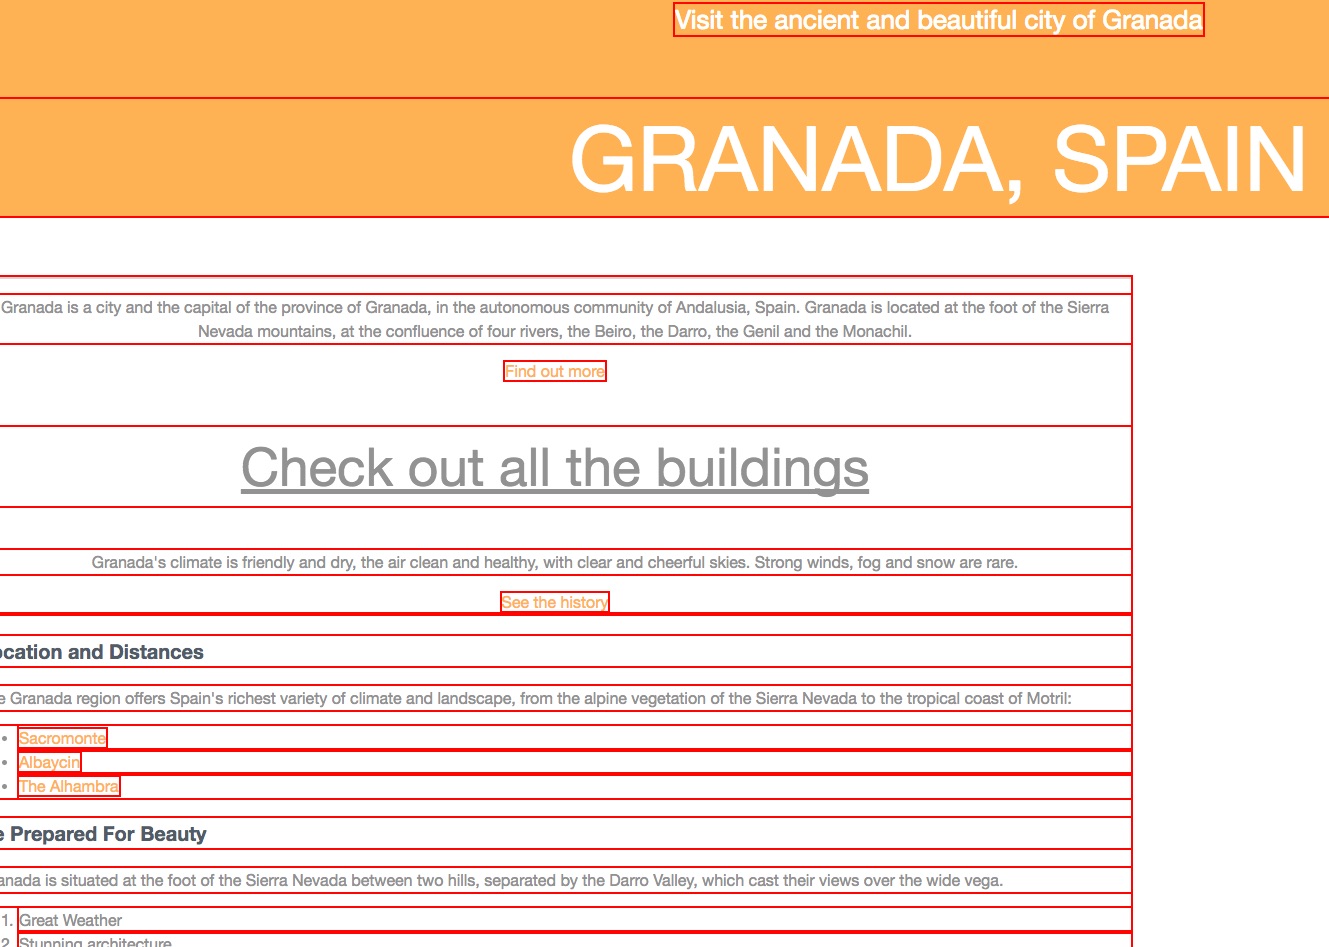 Visit the ancient and beautiful city of Granada
GRANADA, SPAIN
Granada is a city and the capital of the province of Granada, in the autonomous community of Andalusia, Spain. Granada is located at the foot of the Sierra
Nevada mountains, at the confluence of four rivers, the Beiro, the Darro, the Genil and the Monachil.
Find out more
Check out all the buildings
Granada's climate is friendly and dry, the air clean and healthy, with clear and cheerful skies. Strong winds, fog and snow are rare.
See the history
ocation and Distances
e Granada region offers Spain's richest variety of climate and landscape, from the alpine vegetation of the Sierra Nevada to the tropical coast of Motril:
• Sacromonte
• Albaycin
• The Alhambra
e Prepared For Beauty
anada is situated at the foot of the Sierra Nevada between two hills, separated by the Darro Valley, which cast their views over the wide vega.
1. Great Weather
2. Stunning architecture